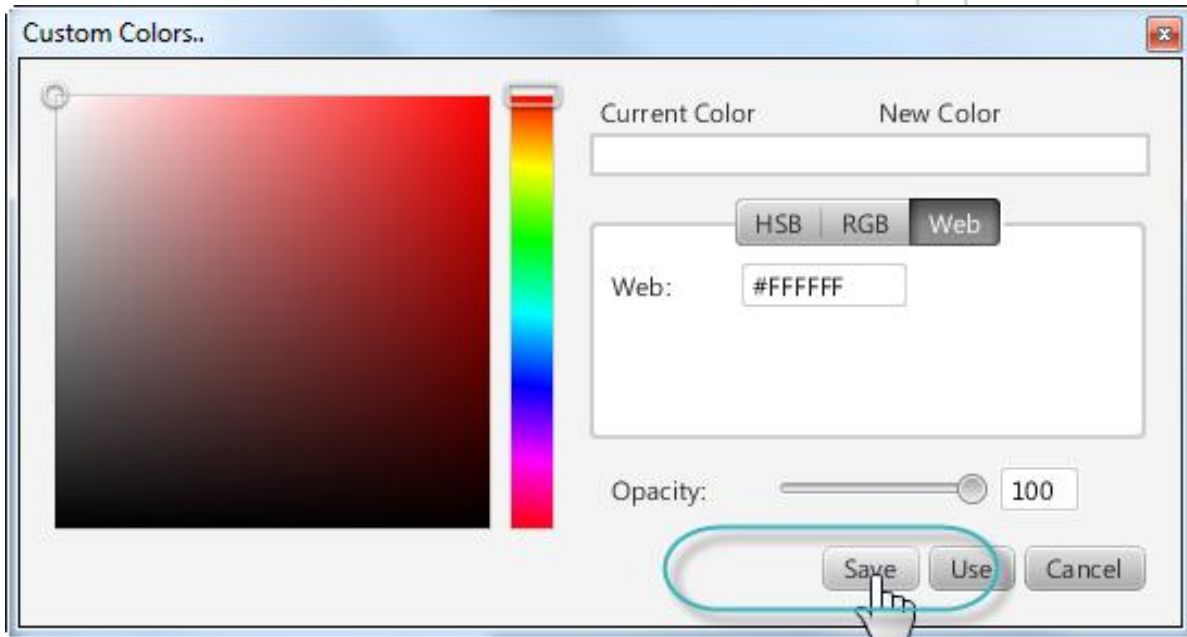 Custom Colors..
Current Color New Color
HSB RGB Web
Web: #FFFFFF
Opacity: 100
Save Use Cancel